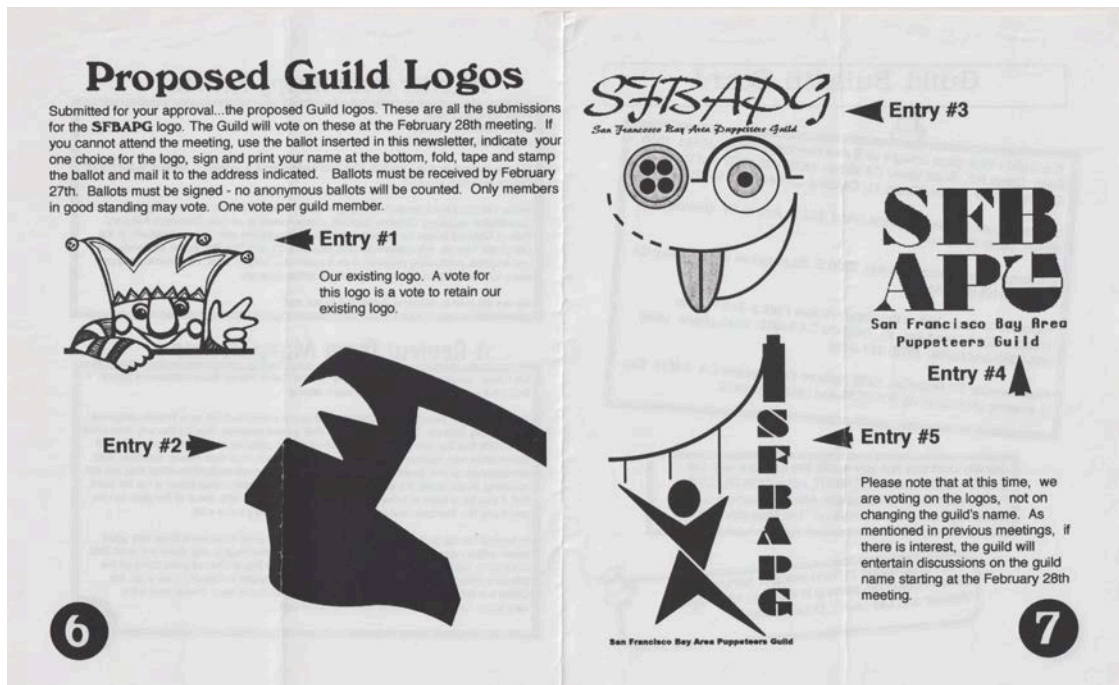 Proposed Guild Logos
Submitted for your approval...the proposed Guild logos. These are all the submissions
for the SFBAPG logo. The Guild will vote on these at the February 28th meeting. If
you cannot attend the meeting, use the ballot inserted in this newsletter, indicate your
one choice for the logo, sign and print your name at the bottom, fold, tape and stamp
the ballot and mail it to the address indicated. Ballots must be received by February
27th. Ballots must be signed - no anonymous ballots will be counted. Only members
in good standing may vote. One vote per guild member.
Entry #1
Our existing logo. A vote for
this logo is a vote to retain our
existing logo.
Entry #2
6
SFBAPG
San Francosco Bay Area Puppeteers Guild
Entry #3
SFB
APG
San Francisco Bay Area
Puppeteers Guild
Entry #4
SFBAPG
San Francisco Bay Area Puppeteers Guild
Entry #5
Please note that at this time, we
are voting on the logos, not on
changing the guild's name. As
mentioned in previous meetings, if
there is interest, the guild will
entertain discussions on the guild
name starting at the February 28th
meeting.
7